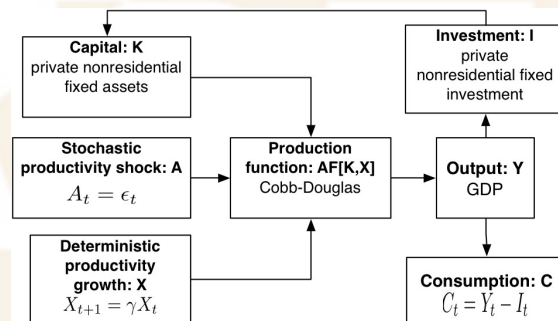 Capital: K
private nonresidential
fixed assets
Investment: I
private
nonresidential fixed
investment
Stochastic
productivity shock: A
A_t = ϵ_t
Production
function: AF[K,X]
Cobb-Douglas
Output: Y
GDP
Deterministic
productivity
growth: X
X_{t+1} = γX_t
Consumption: C
C_t = Y_t − I_t